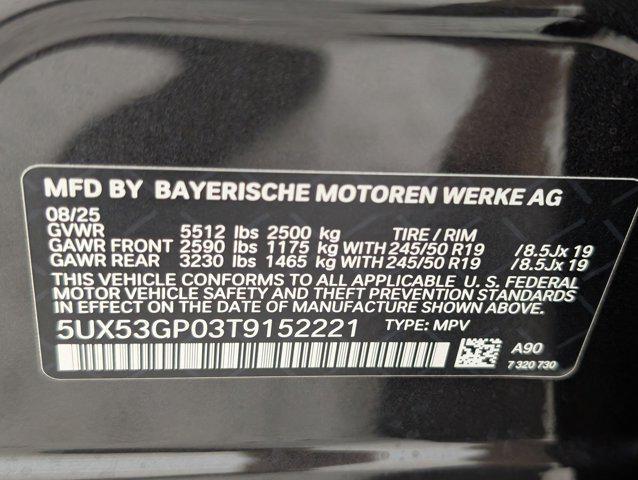 MFD BY BAYERISCHE MOTOREN WERKE AG
08/25
GVWR 5512 lbs 2500 kg TIRE / RIM
GAWR FRONT 2590 lbs 1175 kg WITH 245/50 R19 /8.5Jx 19
GAWR REAR 3230 lbs 1465 kg WITH 245/50 R19 /8.5Jx 19
THIS VEHICLE CONFORMS TO ALL APPLICABLE U. S. FEDERAL
MOTOR VEHICLE SAFETY AND THEFT PREVENTION STANDARDS
IN EFFECT ON THE DATE OF MANUFACTURE SHOWN ABOVE.
5UX53GP03T9152221 TYPE: MPV
A90
7 320 730